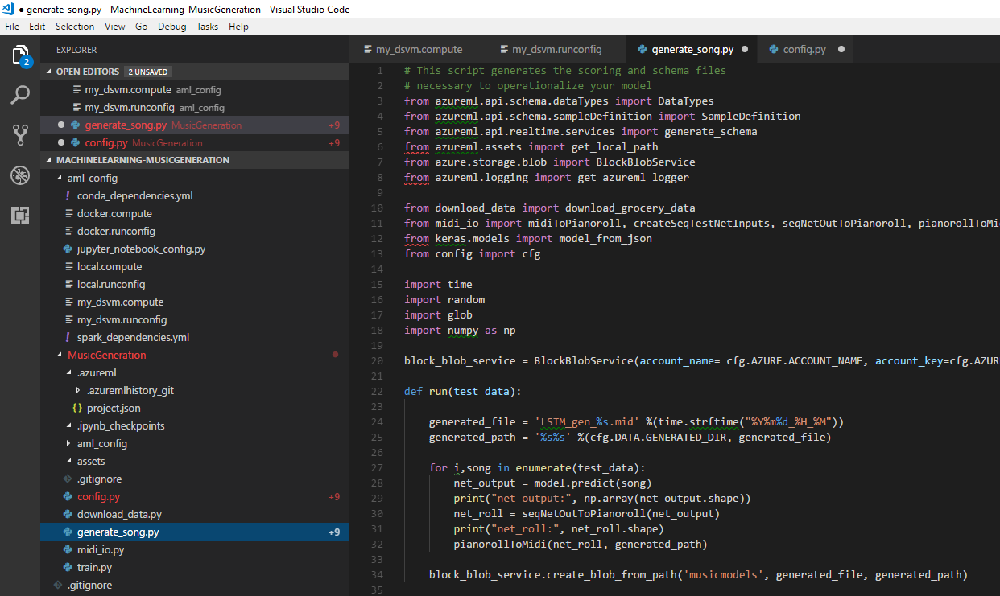 ● generate_song.py - MachineLearning-MusicGeneration - Visual Studio Code
File Edit Selection View Go Debug Tasks Help
2
EXPLORER
OPEN EDITORS 2 UNSAVED
my_dsvm.compute aml_config
my_dsvm.runconfig aml_config
● generate_song.py MusicGeneration +9
● config.py MusicGeneration +9
MACHINELEARNING-MUSICGENERATION
aml_config
! conda_dependencies.yml
docker.compute
docker.runconfig
jupyter_notebook_config.py
local.compute
local.runconfig
my_dsvm.compute
my_dsvm.runconfig
! spark_dependencies.yml
MusicGeneration
.azureml
.azuremlhistory_git
{} project.json
.ipynb_checkpoints
aml_config
assets
.gitignore
config.py +9
download_data.py
generate_song.py +9
midi_io.py
train.py
.gitignore
my_dsvm.compute my_dsvm.runconfig generate_song.py ● config.py ●
1 # This script generates the scoring and schema files
2 # necessary to operationalize your model
3 from azureml.api.schema.dataTypes import DataTypes
4 from azureml.api.schema.sampleDefinition import SampleDefinition
5 from azureml.api.realtime.services import generate_schema
6 from azureml.assets import get_local_path
7 from azure.storage.blob import BlockBlobService
8 from azureml.logging import get_azureml_logger
9
10 from download_data import download_grocery_data
11 from midi_io import midiToPianoroll, createSeqTestNetInputs, seqNetOutToPianoroll, pianorollToMi
12 from keras.models import model_from_json
13 from config import cfg
14
15 import time
16 import random
17 import glob
18 import numpy as np
19
20 block_blob_service = BlockBlobService(account_name= cfg.AZURE.ACCOUNT_NAME, account_key=cfg.AZUR
21
22 def run(test_data):
23
24 generated_file = 'LSTM_gen_%s.mid' %(time.strftime("%Y%m%d_%H_%M"))
25 generated_path = '%s%s' %(cfg.DATA.GENERATED_DIR, generated_file)
26
27 for i,song in enumerate(test_data):
28 net_output = model.predict(song)
29 print("net_output:", np.array(net_output.shape))
30 net_roll = seqNetOutToPianoroll(net_output)
31 print("net_roll:", net_roll.shape)
32 pianorollToMidi(net_roll, generated_path)
33
34 block_blob_service.create_blob_from_path('musicmodels', generated_file, generated_path)
35